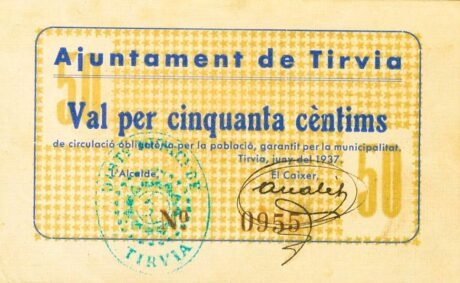 Ajuntament de Tirvia
50
Val per cinquanta cèntims
de circulació obligatòria per la població, garantit per la municipalitat.
Tirvia, juny del 1937.
L'Alcalde, El Caixer,
Nº 0955
50
TIRVIA